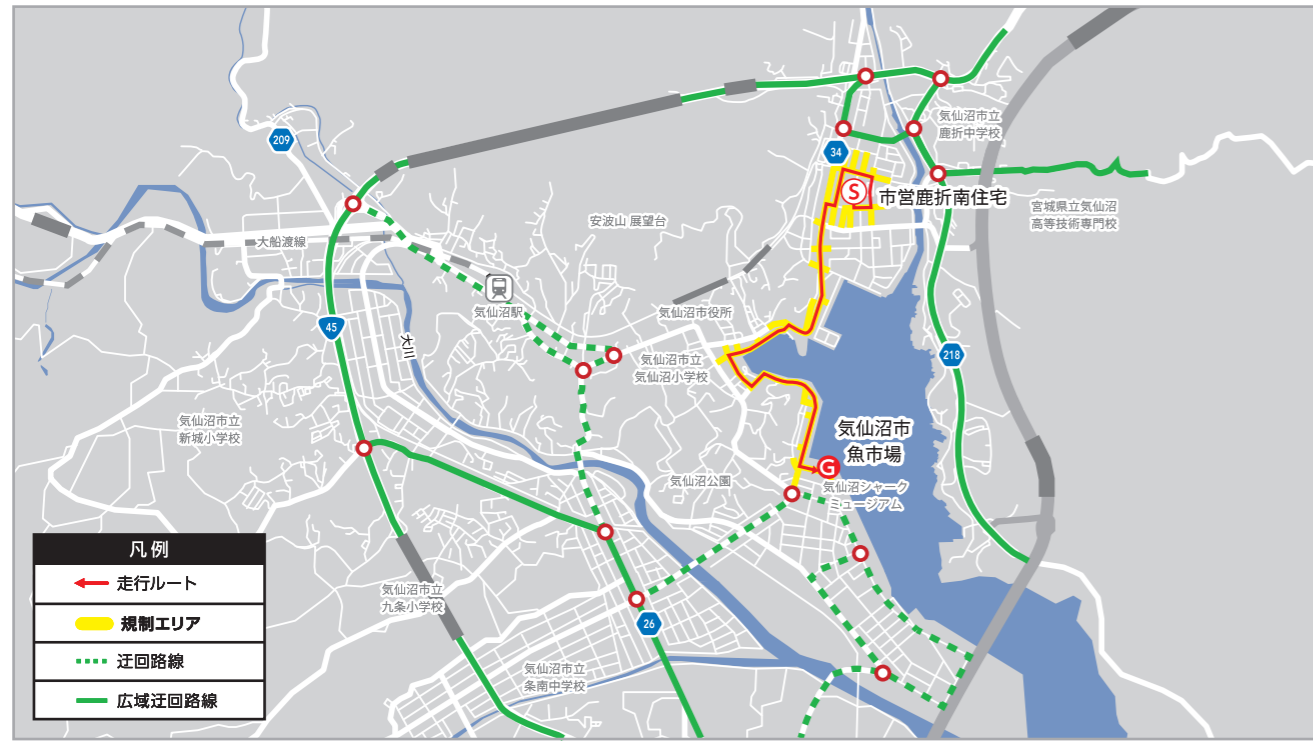 気仙沼市立
鹿折中学校
209
34
S
市営鹿折南住宅
宮城県立気仙沼
高等技術専門校
安波山 展望台
大船渡線
気仙沼駅
気仙沼市役所
45
大川
気仙沼市立
気仙沼小学校
218
気仙沼市立
新城小学校
気仙沼市
魚市場
G
気仙沼公園
気仙沼シャーク
ミュージアム
凡例
走行ルート
規制エリア
迂回路線
広域迂回路線
気仙沼市立
九条小学校
26
気仙沼市立
条南中学校